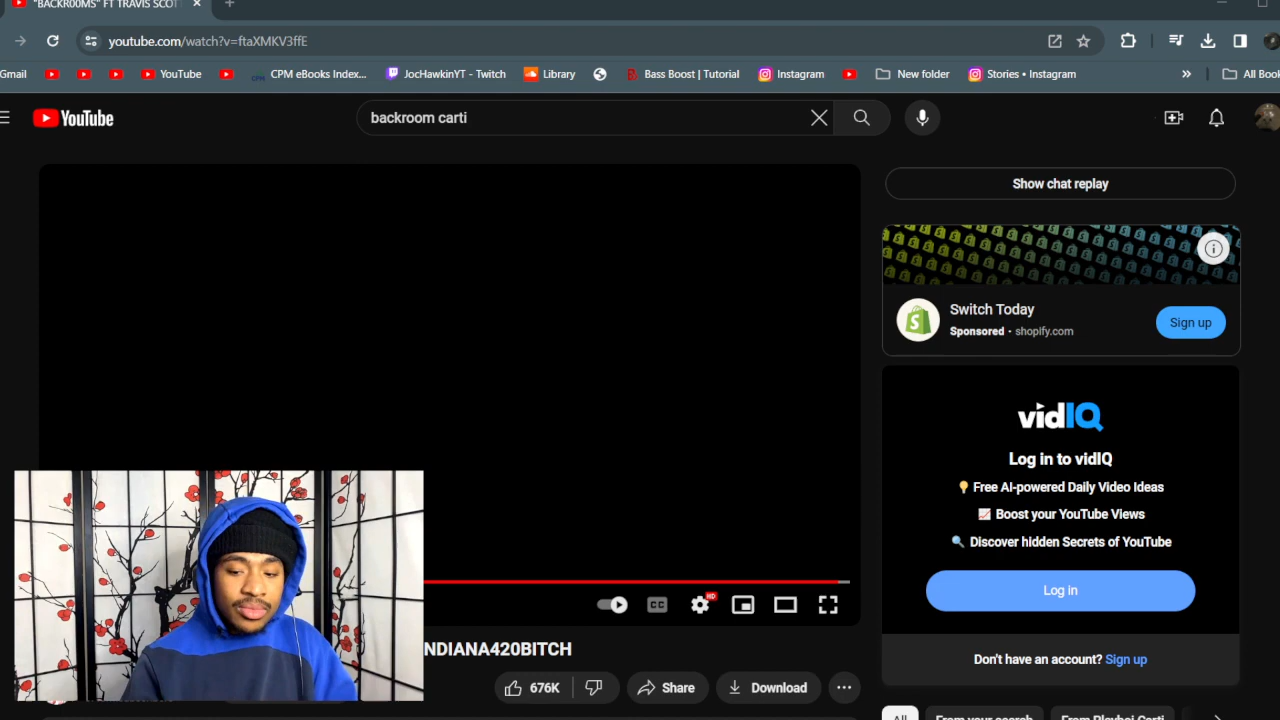 "BACKR00MS" FT TRAVIS SCOT
youtube.com/watch?v=ftaXMKV3ffE
Gmail YouTube CPM eBooks Index... JocHawkinYT - Twitch Library Bass Boost | Tutorial Instagram New folder Stories • Instagram » All Book
YouTube
backroom carti
Show chat replay
Switch Today
Sponsored · shopify.com
Sign up
vidIQ
Log in to vidIQ
💡 Free AI-powered Daily Video Ideas
📈 Boost your YouTube Views
🔍 Discover hidden Secrets of YouTube
Log In
Don't have an account? Sign up
CC HD
NDIANA420BITCH
676K Share Download ...
All From your search From Playboi Carti